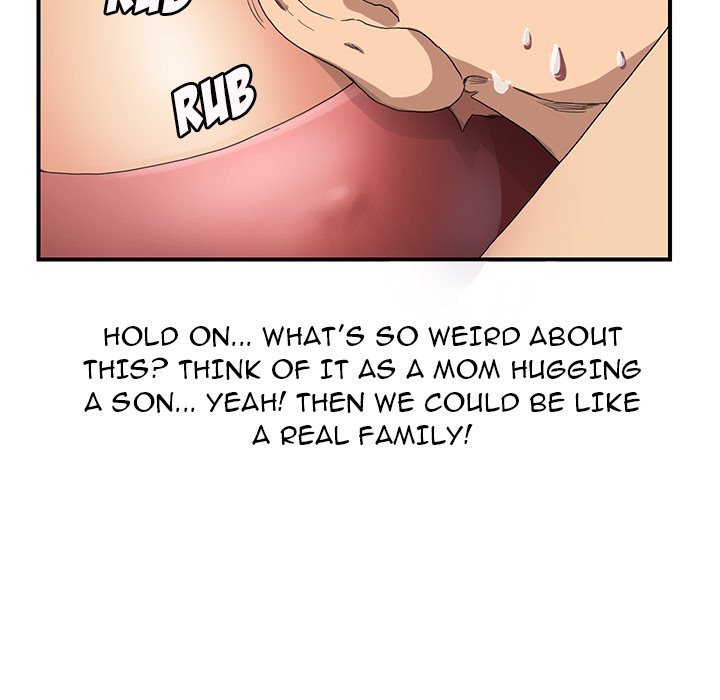 RUB
RUB
HOLD ON... WHAT'S SO WEIRD ABOUT
THIS? THINK OF IT AS A MOM HUGGING
A SON... YEAH! THEN WE COULD BE LIKE
A REAL FAMILY!